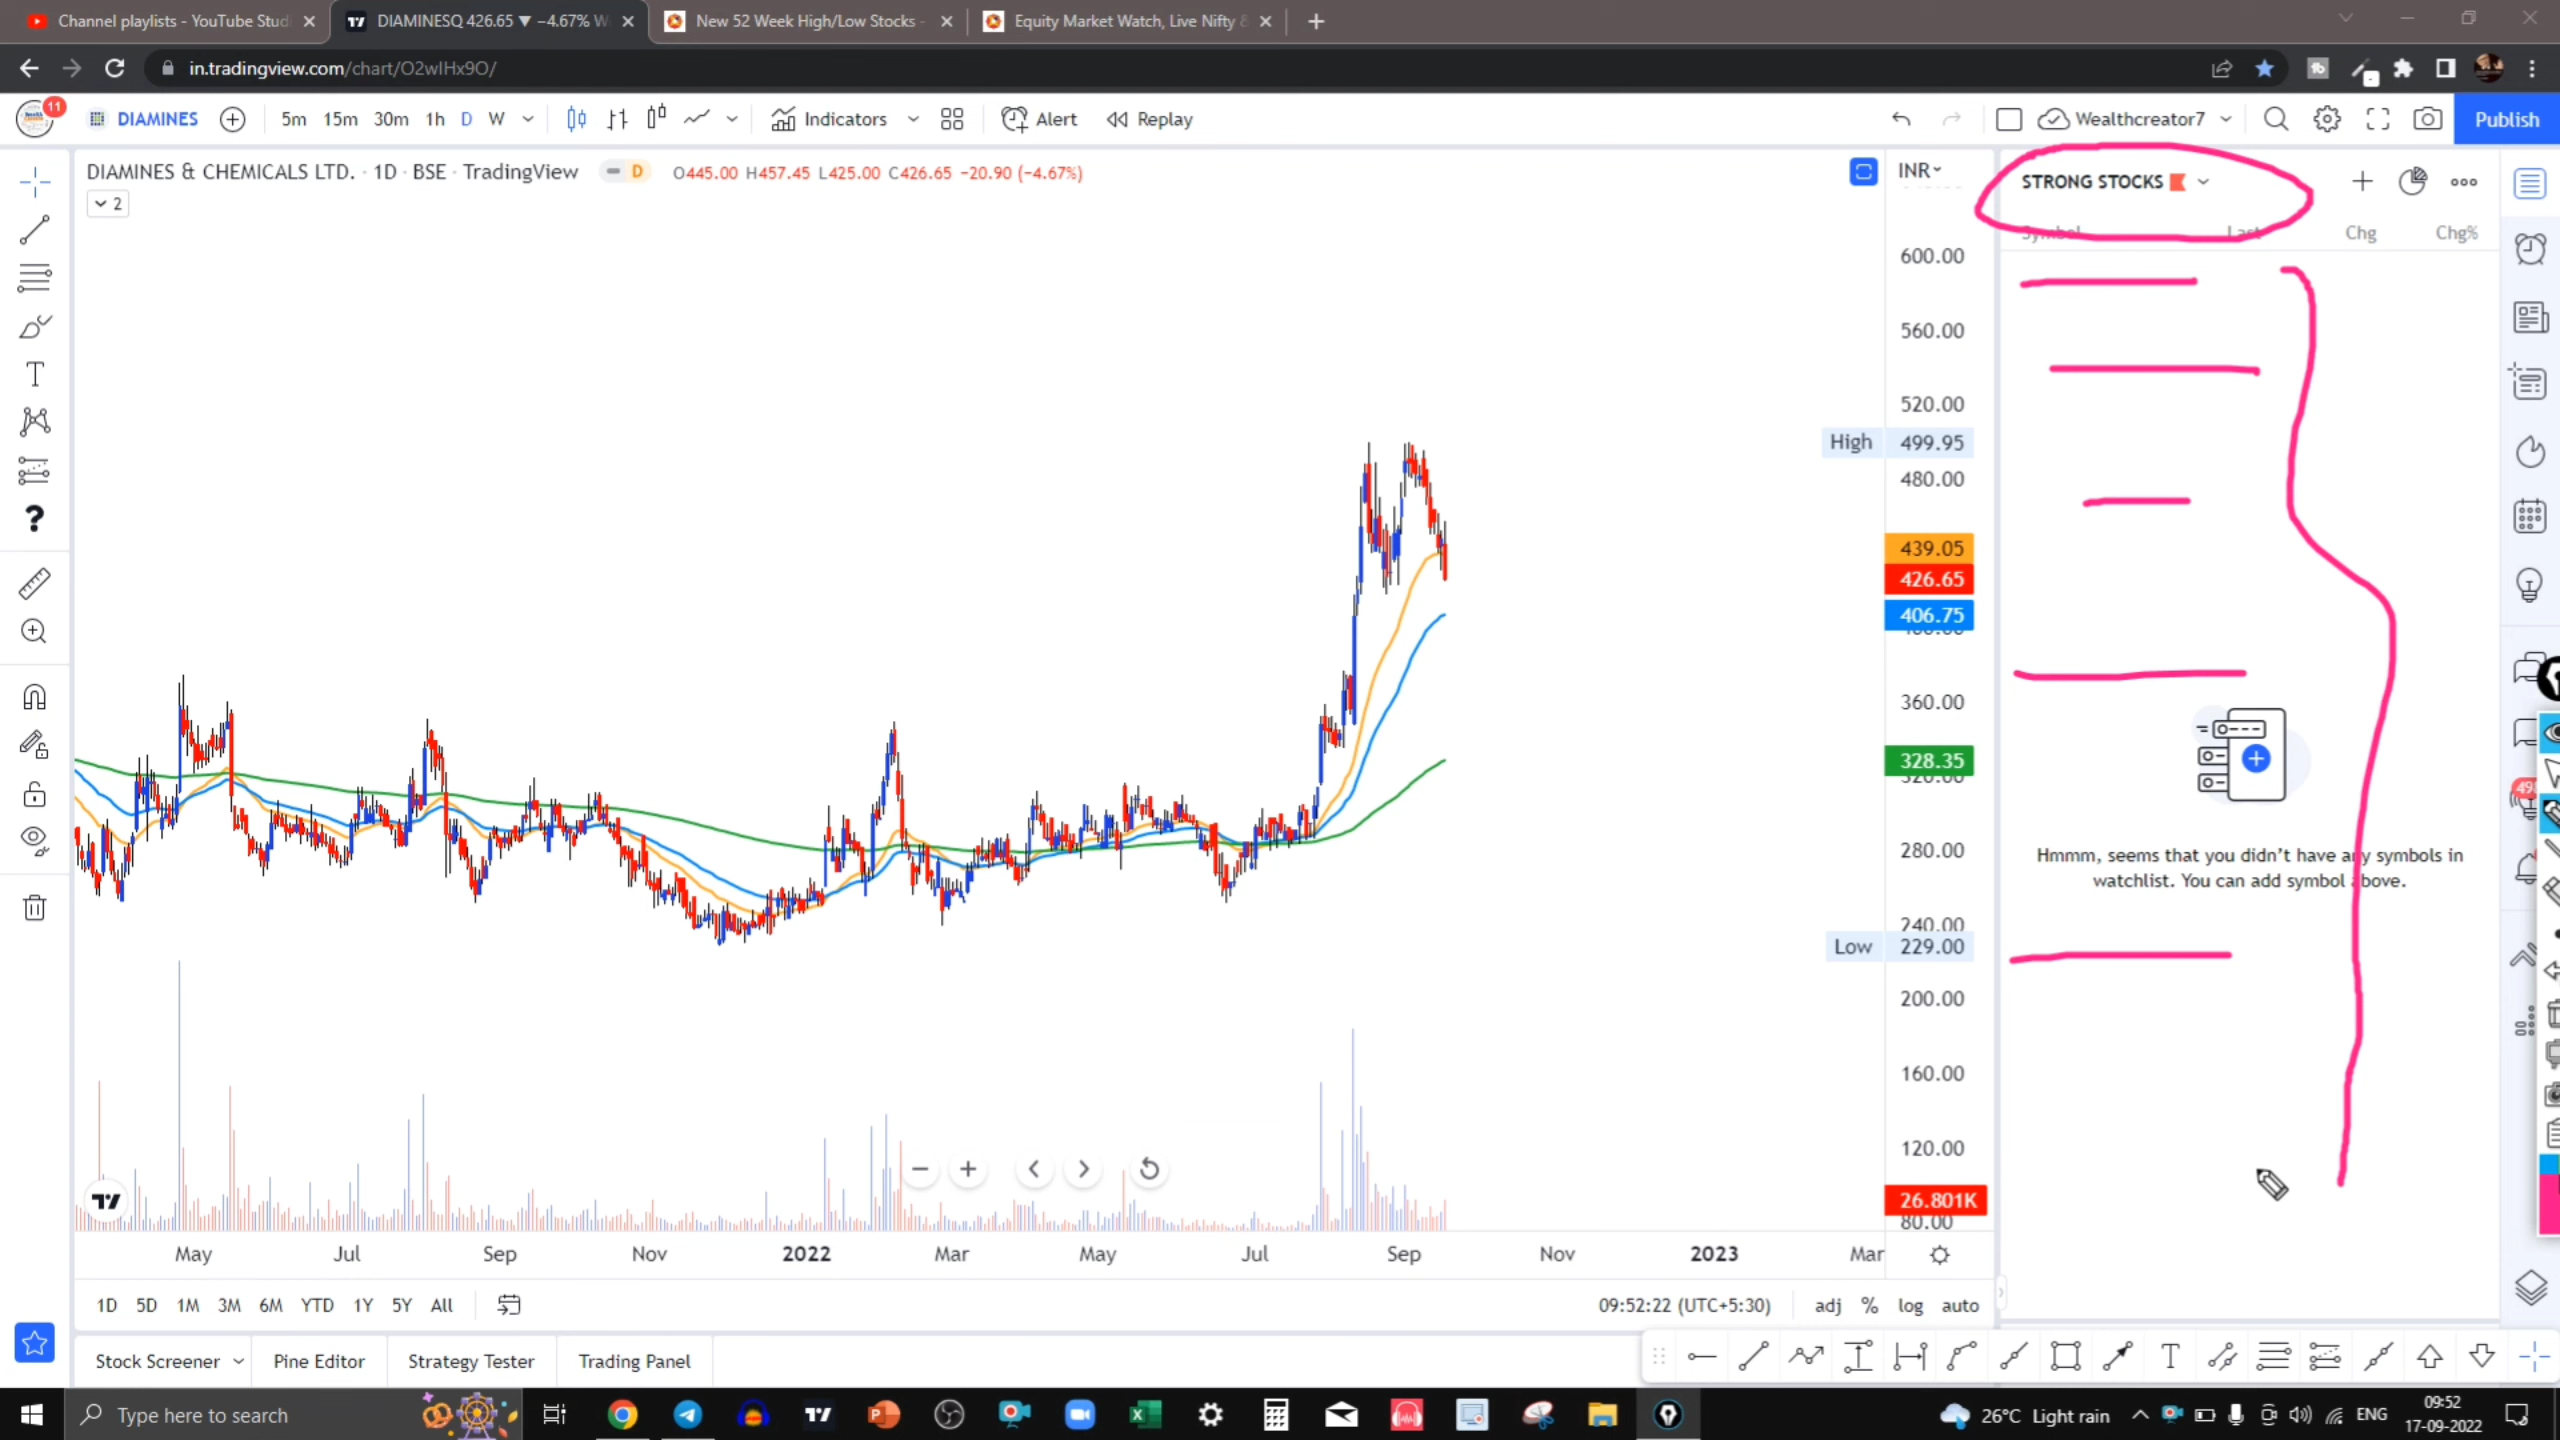 Channel playlists - YouTube Stud
DIAMINESQ 426.65 ▼ −4.67% W
New 52 Week High/Low Stocks -
Equity Market Watch, Live Nifty &
in.tradingview.com/chart/O2wIHx9O/
11
DIAMINES
5m 15m 30m 1h D W
Indicators
Alert
Replay
Wealthcreator7
Publish
DIAMINES & CHEMICALS LTD. · 1D · BSE · TradingView
D
O445.00 H457.45 L425.00 C426.65 −20.90 (−4.67%)
2
INR
STRONG STOCKS
Symbol Last Chg Chg%
600.00
560.00
520.00
High 499.95
480.00
439.05
426.65
406.75
360.00
328.35
320.00
280.00
240.00
Low 229.00
200.00
160.00
120.00
26.801K
80.00
Hmmm, seems that you didn't have any symbols in
watchlist. You can add symbol above.
May Jul Sep Nov 2022 Mar May Jul Sep Nov 2023 Mar
1D 5D 1M 3M 6M YTD 1Y 5Y All
09:52:22 (UTC+5:30)
adj % log auto
Stock Screener
Pine Editor
Strategy Tester
Trading Panel
Type here to search
26°C Light rain
ENG
09:52
17-09-2022